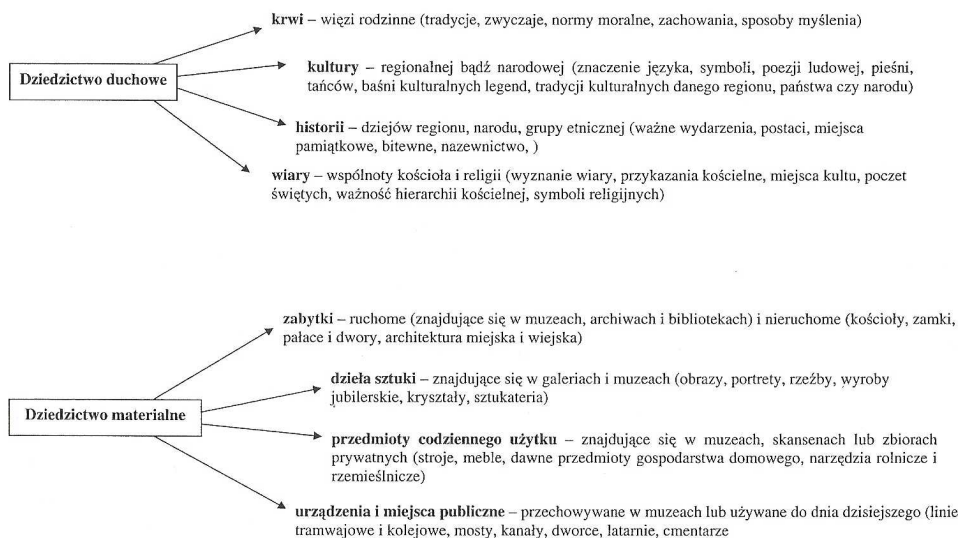 krwi – więzi rodzinne (tradycje, zwyczaje, normy moralne, zachowania, sposoby myślenia)
Dziedzictwo duchowe
kultury – regionalnej bądź narodowej (znaczenie języka, symboli, poezji ludowej, pieśni,
tańców, baśni kulturalnych legend, tradycji kulturalnych danego regionu, państwa czy narodu)
historii – dziejów regionu, narodu, grupy etnicznej (ważne wydarzenia, postaci, miejsca
pamiątkowe, bitewne, nazewnictwo, )
wiary – wspólnoty kościoła i religii (wyznanie wiary, przykazania kościelne, miejsca kultu, poczet
świętych, ważność hierarchii kościelnej, symboli religijnych)
zabytki – ruchome (znajdujące się w muzeach, archiwach i bibliotekach) i nieruchome (kościoły, zamki,
pałace i dwory, architektura miejska i wiejska)
dzieła sztuki – znajdujące się w galeriach i muzeach (obrazy, portrety, rzeźby, wyroby
jubilerskie, kryształy, sztukateria)
Dziedzictwo materialne
przedmioty codziennego użytku – znajdujące się w muzeach, skansenach lub zbiorach
prywatnych (stroje, meble, dawne przedmioty gospodarstwa domowego, narzędzia rolnicze i
rzemieślnicze)
urządzenia i miejsca publiczne – przechowywane w muzeach lub używane do dnia dzisiejszego (linie
tramwajowe i kolejowe, mosty, kanały, dworce, latarnie, cmentarze